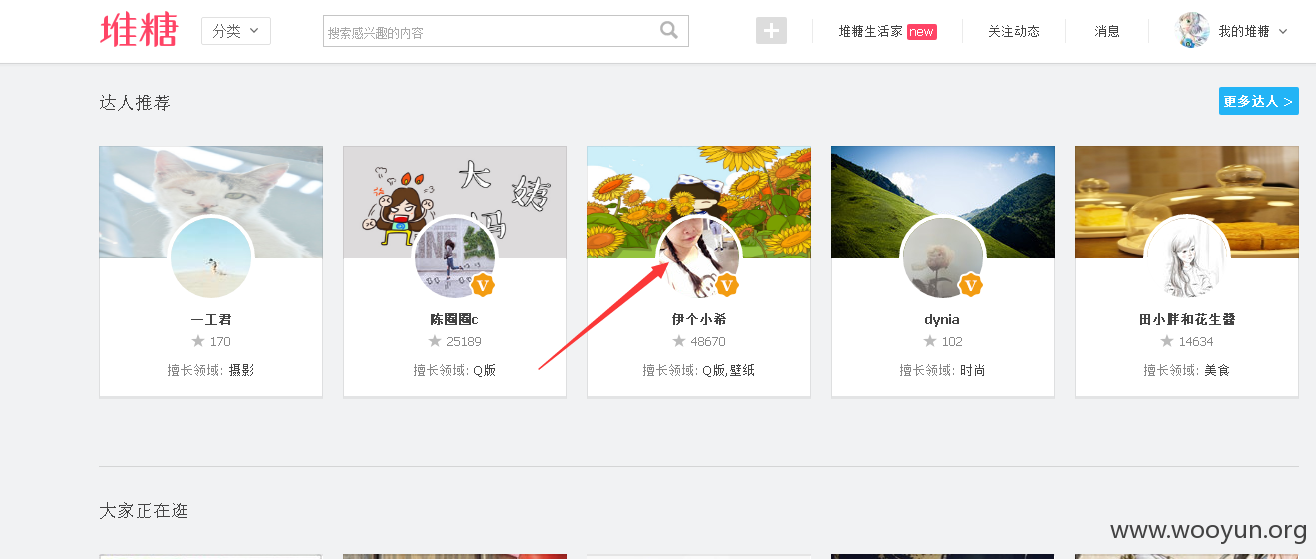 堆糖
分类
搜索感兴趣的内容
堆糖生活家 new
关注动态
消息
我的堆糖
达人推荐
更多达人 >
大
姨
妈
一工君
170
擅长领域: 摄影
陈圈圈c
25189
擅长领域: Q版
伊个小希
48670
擅长领域: Q版,壁纸
dynia
102
擅长领域: 时尚
田小胖和花生酱
14634
擅长领域: 美食
大家正在逛
www.wooyun.org